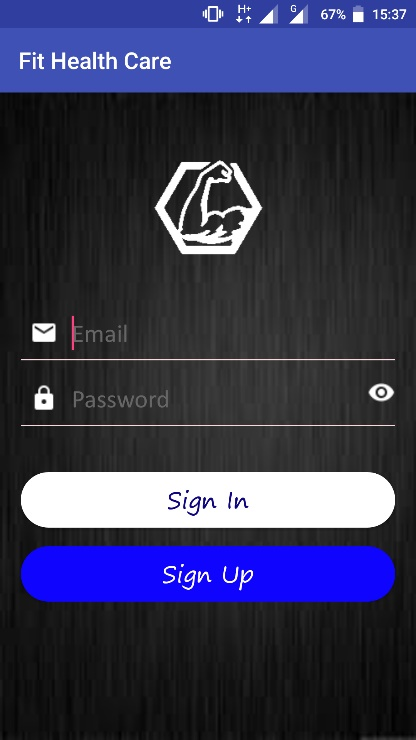 H+ G 67% 15:37
Fit Health Care
Email
Password
Sign In
Sign Up